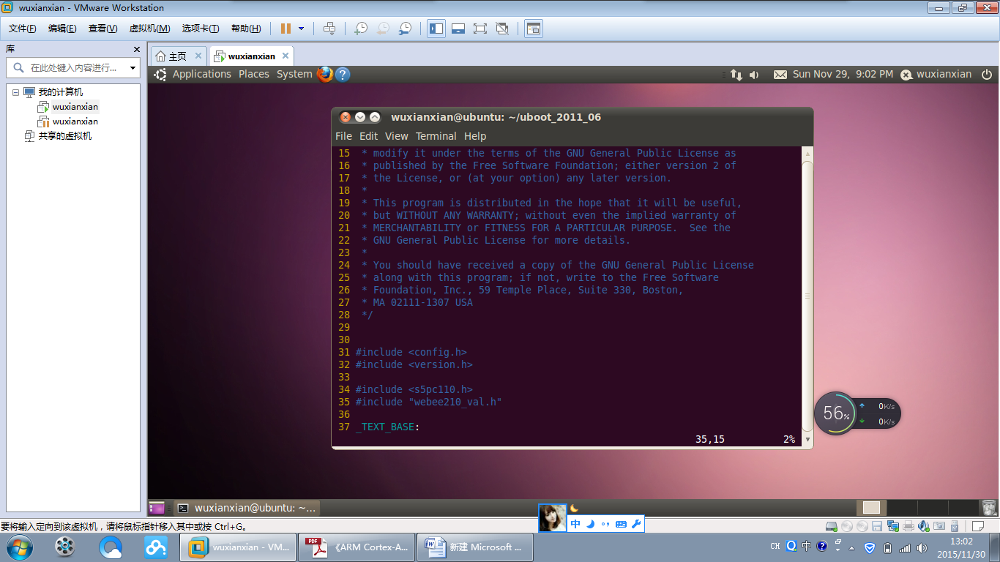 wuxianxian - VMware Workstation
文件(F) 编辑(E) 查看(V) 虚拟机(M) 选项卡(T) 帮助(H)
库
在此处键入内容进行...
我的计算机
wuxianxian
wuxianxian
共享的虚拟机
主页 wuxianxian
Applications Places System Sun Nov 29, 9:02 PM wuxianxian
wuxianxian@ubuntu: ~/uboot_2011_06
File Edit View Terminal Help
15 * modify it under the terms of the GNU General Public License as
16 * published by the Free Software Foundation; either version 2 of
17 * the License, or (at your option) any later version.
18 *
19 * This program is distributed in the hope that it will be useful,
20 * but WITHOUT ANY WARRANTY; without even the implied warranty of
21 * MERCHANTABILITY or FITNESS FOR A PARTICULAR PURPOSE.  See the
22 * GNU General Public License for more details.
23 *
24 * You should have received a copy of the GNU General Public License
25 * along with this program; if not, write to the Free Software
26 * Foundation, Inc., 59 Temple Place, Suite 330, Boston,
27 * MA 02111-1307 USA
28 */
29
30
31 #include <config.h>
32 #include <version.h>
33
34 #include <s5pc110.h>
35 #include "webee210_val.h"
36
37 _TEXT_BASE:
35,15 2%
56%
0K/s
0K/s
wuxianxian@ubuntu: ~...
中
要将输入定向到该虚拟机，请将鼠标指针移入其中或按 Ctrl+G。
wuxianxian - VM...
PDF
《ARM Cortex-A...
新建 Microsoft ...
CH
中
13:02
2015/11/30